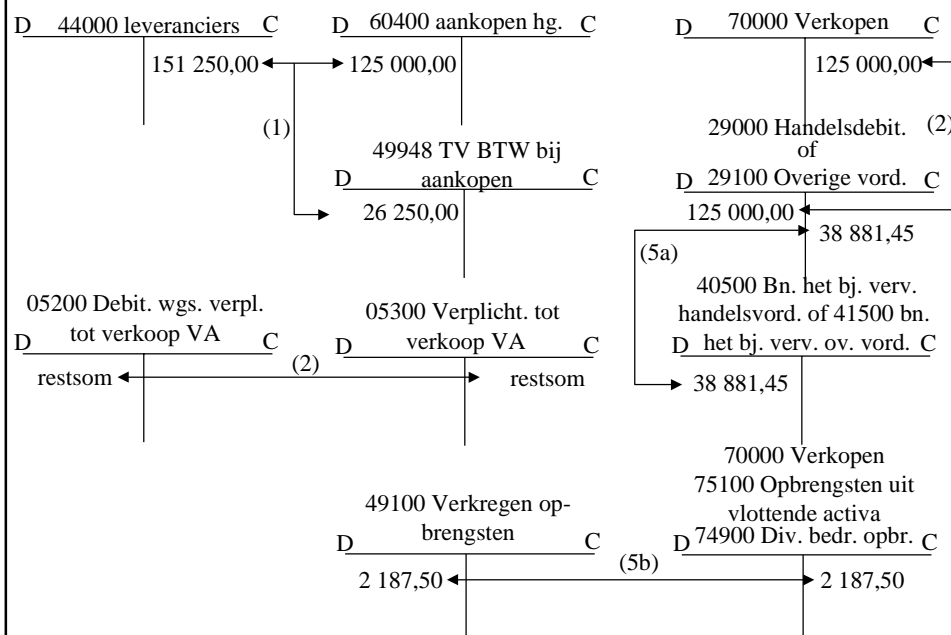 D 44000 leveranciers C
151 250,00
D 60400 aankopen hg. C
125 000,00
D 70000 Verkopen C
125 000,00
(1)
(2)
49948 TV BTW bij
D aankopen C
26 250,00
29000 Handelsdebit.
of
D 29100 Overige vord. C
125 000,00
38 881,45
(5a)
05200 Debit. wgs. verpl.
tot verkoop VA
D C
restsom
05300 Verplicht. tot
verkoop VA
D C
restsom
(2)
40500 Bn. het bj. verv.
handelsvord. of 41500 bn.
D het bj. verv. ov. vord. C
38 881,45
49100 Verkregen op-
brengsten
D C
2 187,50
(5b)
70000 Verkopen
75100 Opbrengsten uit
vlottende activa
D 74900 Div. bedr. opbr. C
2 187,50